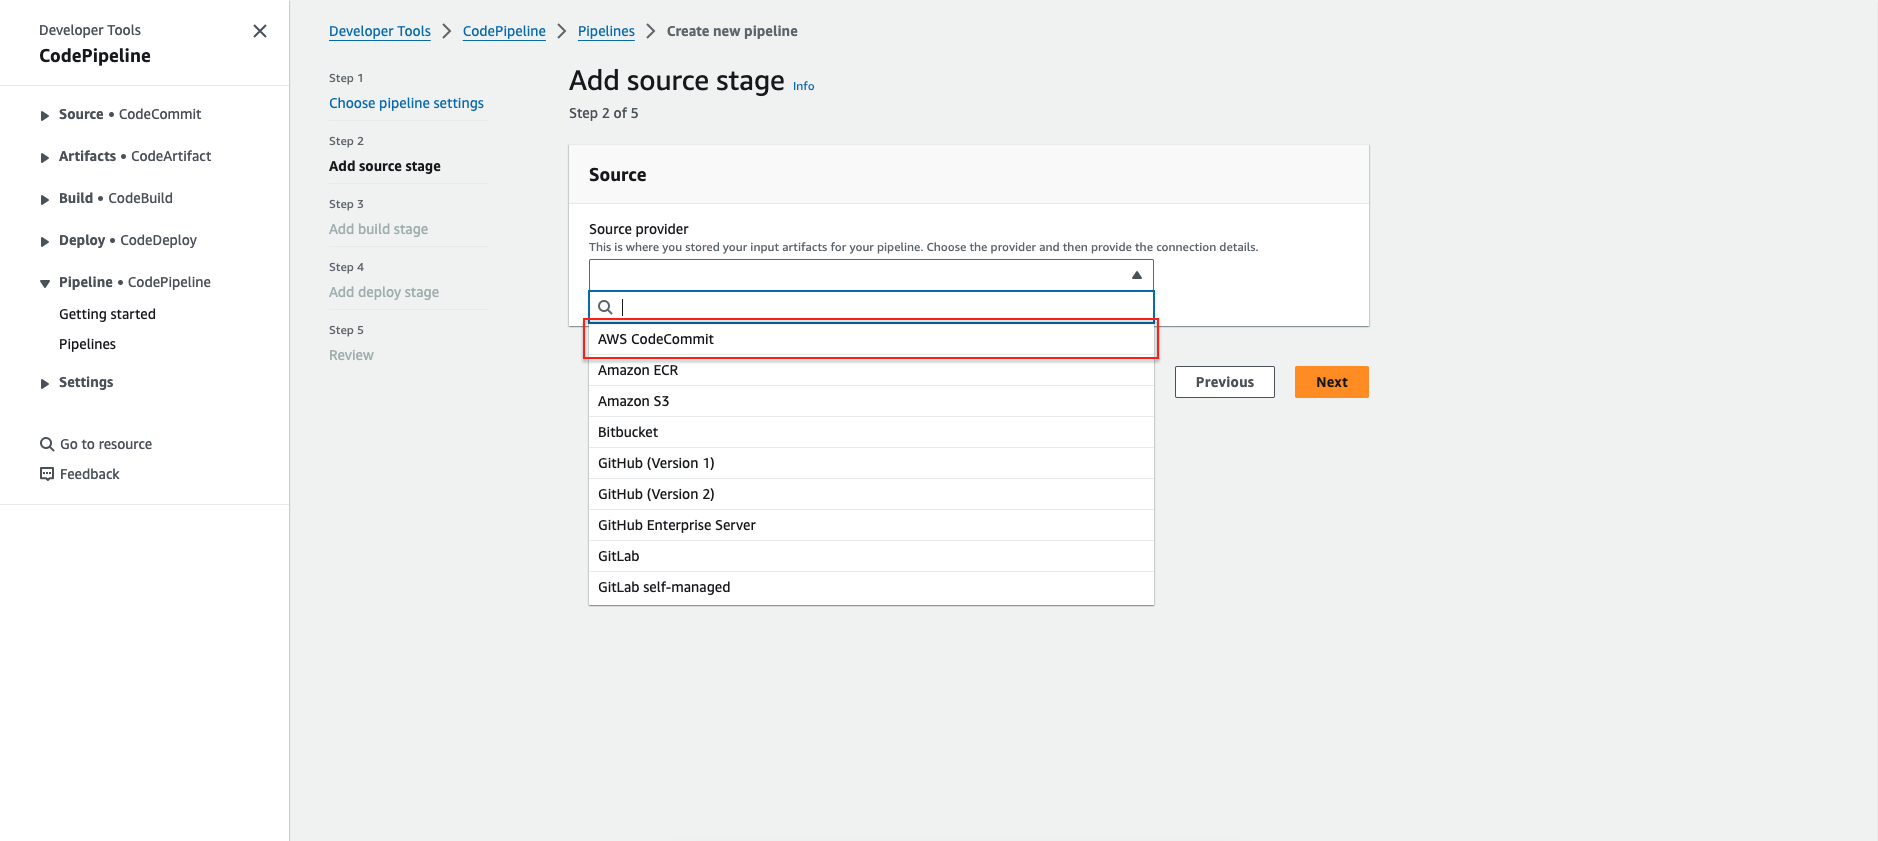 Developer Tools
CodePipeline
Source • CodeCommit
Artifacts • CodeArtifact
Build • CodeBuild
Deploy • CodeDeploy
Pipeline • CodePipeline
Getting started
Pipelines
Settings
Go to resource
Feedback
Developer Tools > CodePipeline > Pipelines > Create new pipeline
Step 1
Choose pipeline settings
Step 2
Add source stage
Step 3
Add build stage
Step 4
Add deploy stage
Step 5
Review
Add source stage Info
Step 2 of 5
Source
Source provider
This is where you stored your input artifacts for your pipeline. Choose the provider and then provide the connection details.
AWS CodeCommit
Amazon ECR
Amazon S3
Bitbucket
GitHub (Version 1)
GitHub (Version 2)
GitHub Enterprise Server
GitLab
GitLab self-managed
Previous
Next